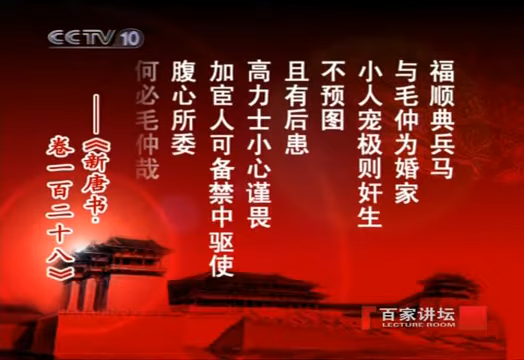 CCTV 10
福顺典兵马
与毛仲为婚家
小人宠极则奸生
不预图
且有后患
高力士小心谨畏
加宦人可备禁中驱使
腹心所委
何必毛仲哉
——《新唐书·
卷一百二十八》
百家讲坛
LECTURE ROOM